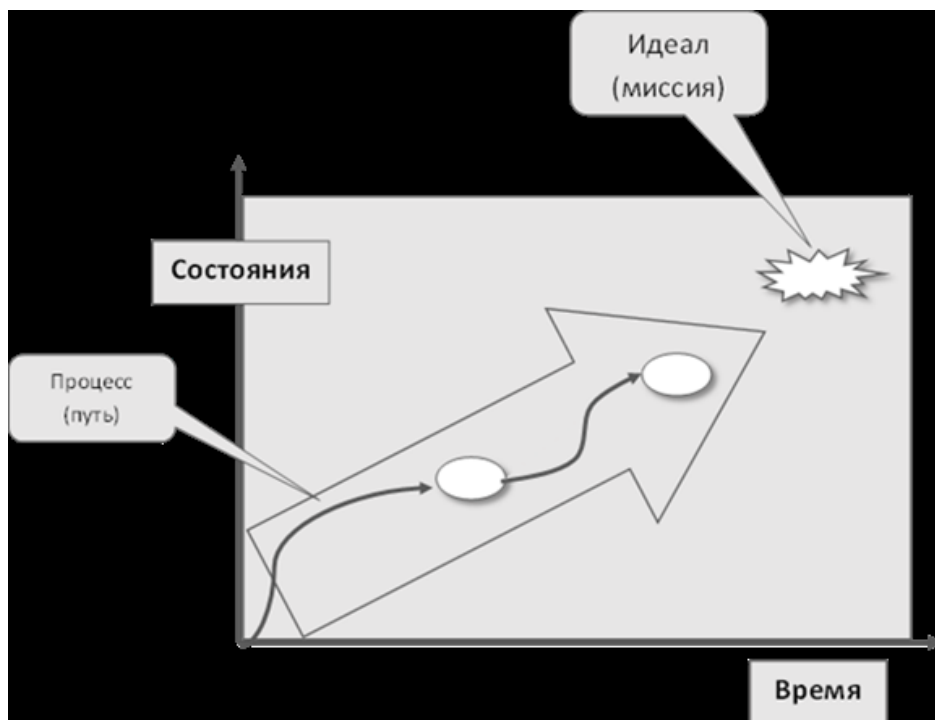 Идеал
(миссия)
Состояния
Процесс
(путь)
Время